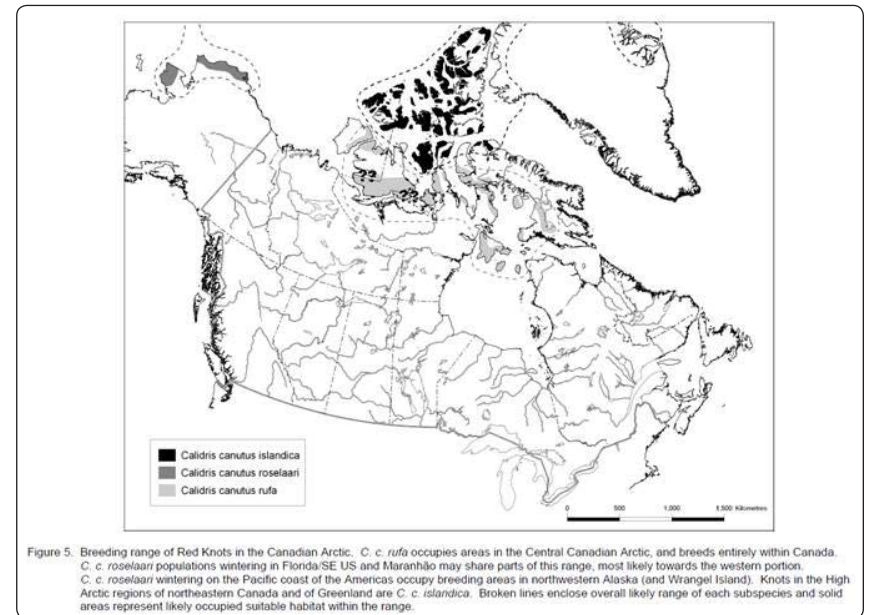 ??
??
Calidris canutus islandica
Calidris canutus roselaari
Calidris canutus rufa
0 500 1,000 1,500 Kilometres
Figure 5. Breeding range of Red Knots in the Canadian Arctic. C. c. rufa occupies areas in the Central Canadian Arctic, and breeds entirely within Canada.
C. c. roselaari populations wintering in Florida/SE US and Maranhão may share parts of this range, most likely towards the western portion.
C. c. roselaari wintering on the Pacific coast of the Americas occupy breeding areas in northwestern Alaska (and Wrangel Island). Knots in the High
Arctic regions of northeastern Canada and of Greenland are C. c. islandica. Broken lines enclose overall likely range of each subspecies and solid
areas represent likely occupied suitable habitat within the range.